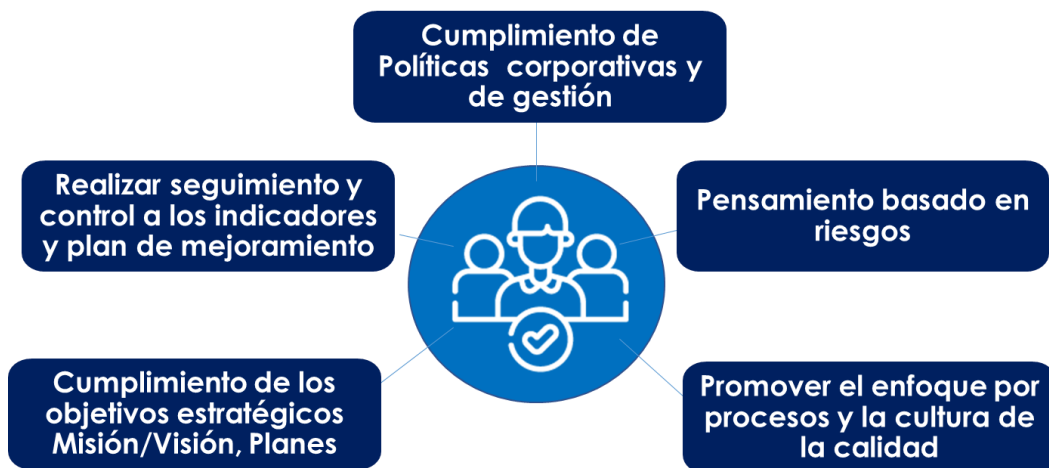 Cumplimiento de
Políticas corporativas y
de gestión
Realizar seguimiento y
control a los indicadores
y plan de mejoramiento
Pensamiento basado en
riesgos
Cumplimiento de los
objetivos estratégicos
Misión/Visión, Planes
Promover el enfoque por
procesos y la cultura de
la calidad